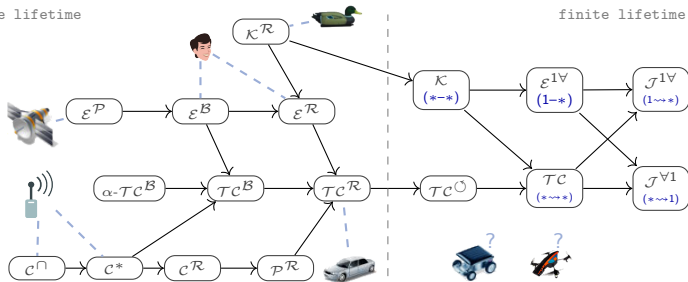 e lifetime
finite lifetime
𝒦^ℛ
𝒦
(*–*)
ℰ^{1∀}
(1–*)
𝒥^{1∀}
(1⇝*)
ℰ^𝒫
ℰ^ℬ
ℰ^ℛ
α-𝒯𝒞^ℬ
𝒯𝒞^ℬ
𝒯𝒞^ℛ
𝒯𝒞^↺
𝒯𝒞
(*⇝*)
𝒥^{∀1}
(*⇝1)
𝒞^∩
𝒞^*
𝒞^ℛ
𝒫^ℛ
?
?